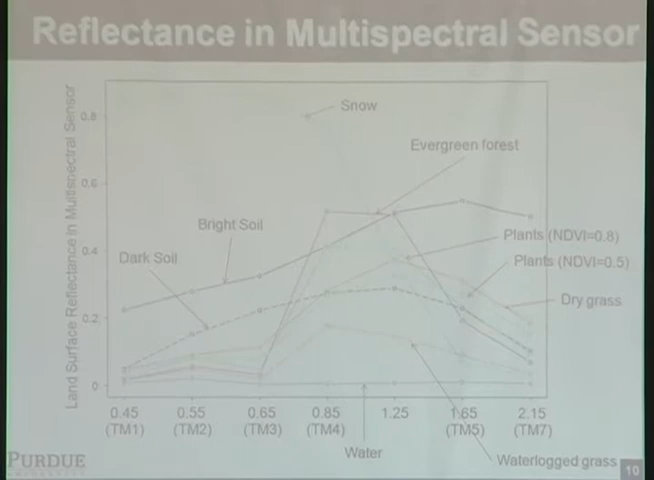 Reflectance in Multispectral Sensor
Land Surface Reflectance in Multispectral Sensor
0.8
0.6
0.4
0.2
0
Snow
Evergreen forest
Bright Soil
Plants (NDVI=0.8)
Dark Soil
Plants (NDVI=0.5)
Dry grass
0.45 0.55 0.65 0.85 1.25 1.65 2.15
(TM1) (TM2) (TM3) (TM4) (TM5) (TM7)
Water
Waterlogged grass
PURDUE
UNIVERSITY
10